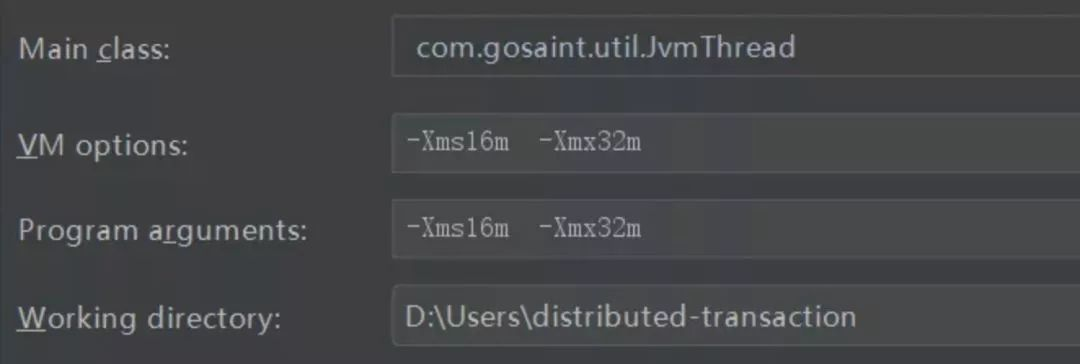 Main class: com.gosaint.util.JvmThread
VM options: -Xms16m -Xmx32m
Program arguments: -Xms16m -Xmx32m
Working directory: D:\Users\distributed-transaction